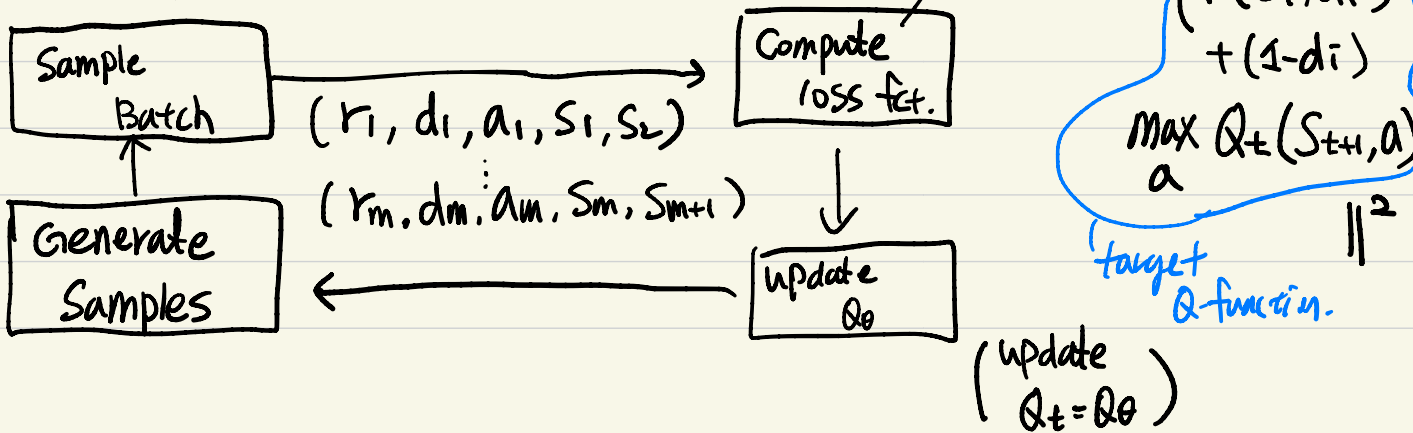 Sample
Batch
(r1, d1, a1, s1, s2)
⋮
(rm, dm, am, sm, sm+1)
Generate
Samples
Compute
loss fct.
update
Qθ
(update
Qt = Qθ)
+ (1-di)
max Qt (St+1, a)
a
||²
target
Q-function.